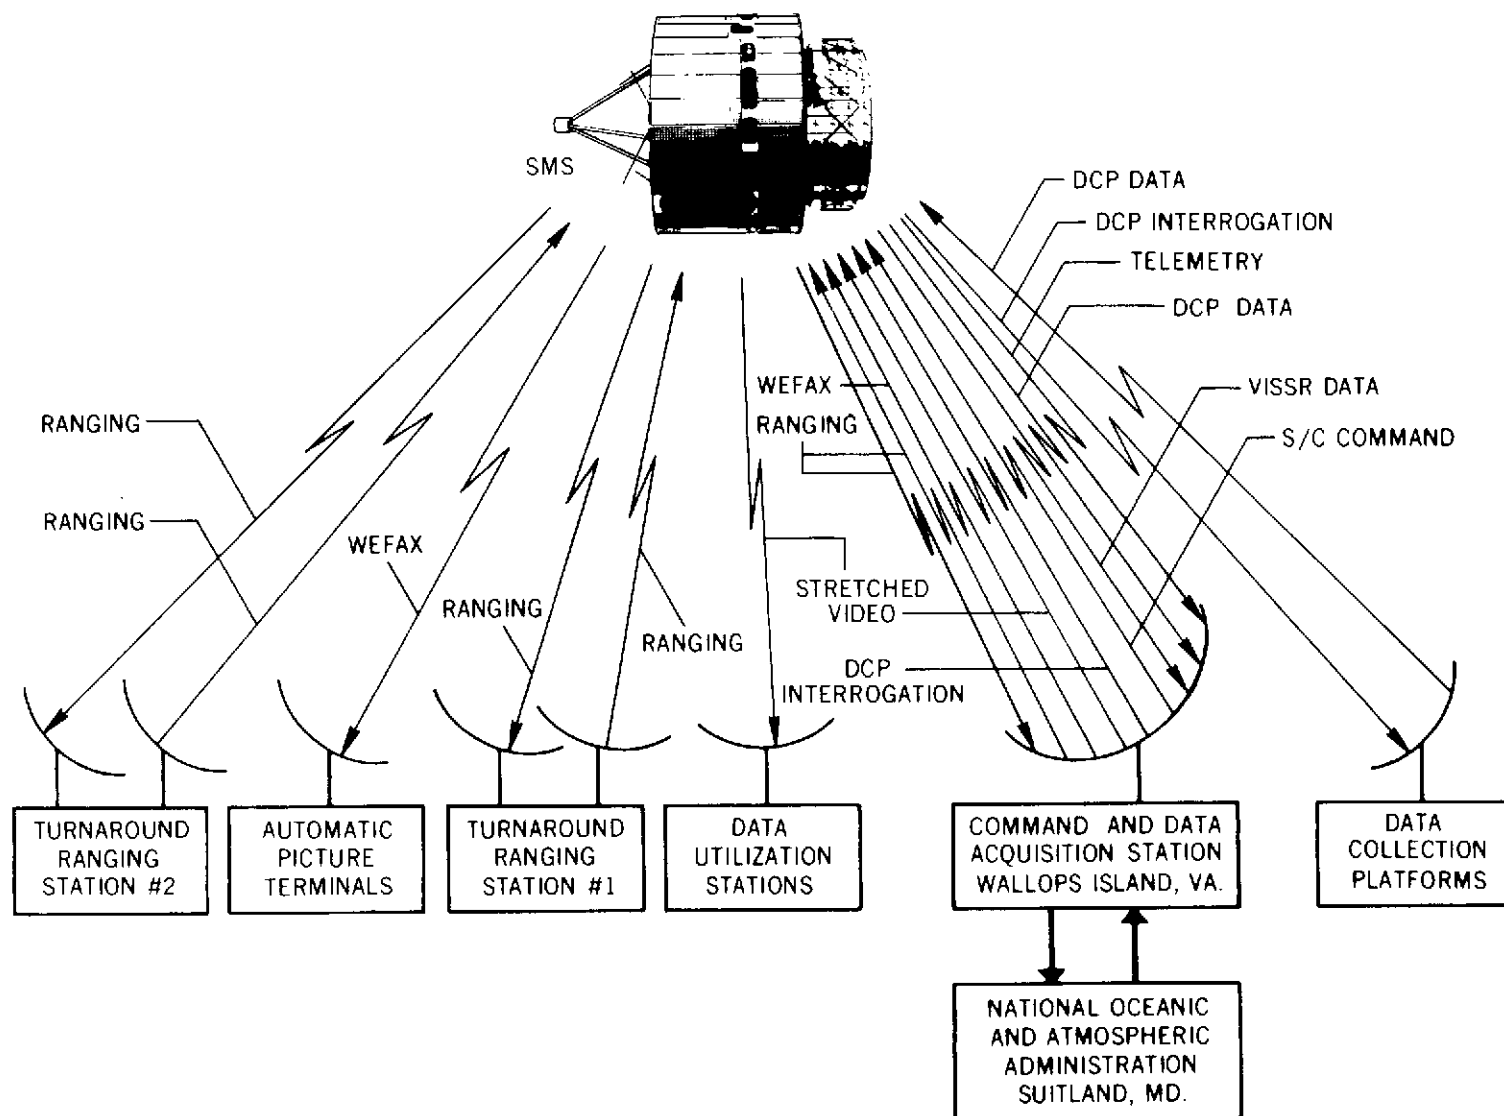 SMS
DCP DATA
DCP INTERROGATION
TELEMETRY
DCP DATA
WEFAX
RANGING
VISSR DATA
S/C COMMAND
RANGING
RANGING
WEFAX
RANGING
RANGING
STRETCHED
VIDEO
DCP
INTERROGATION
TURNAROUND
RANGING
STATION #2
AUTOMATIC
PICTURE
TERMINALS
TURNAROUND
RANGING
STATION #1
DATA
UTILIZATION
STATIONS
COMMAND AND DATA
ACQUISITION STATION
WALLOPS ISLAND, VA.
DATA
COLLECTION
PLATFORMS
NATIONAL OCEANIC
AND ATMOSPHERIC
ADMINISTRATION
SUITLAND, MD.